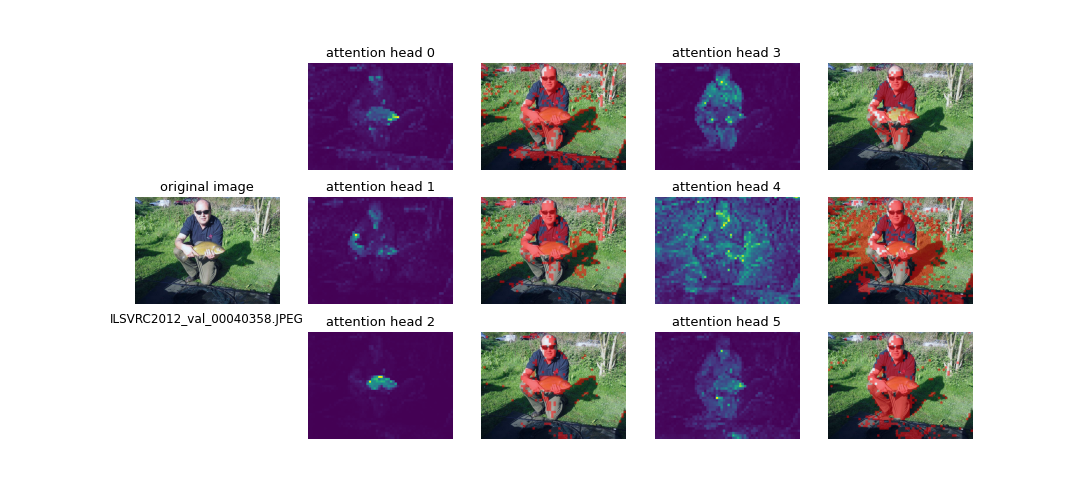 attention head 0
attention head 3
original image
attention head 1
attention head 4
ILSVRC2012_val_00040358.JPEG
attention head 2
attention head 5